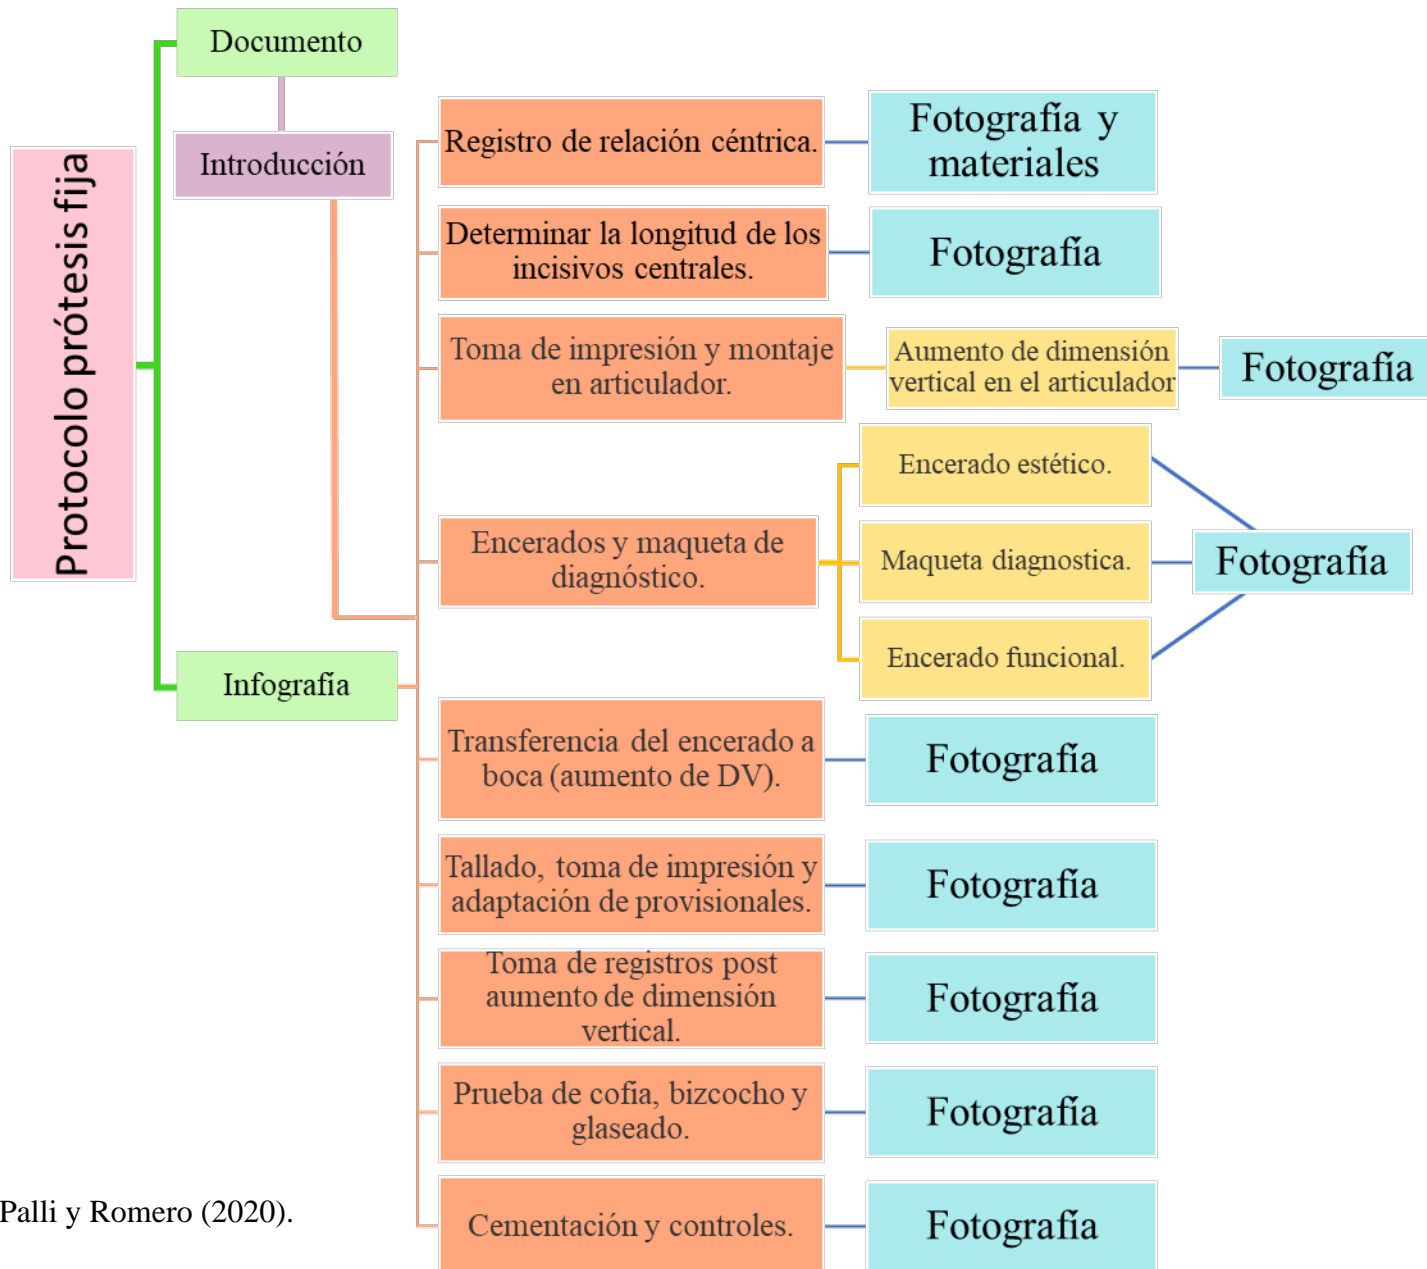 Protocolo prótesis fija
Documento
Introducción
Infografía
Registro de relación céntrica.
Fotografía y
materiales
Determinar la longitud de los
incisivos centrales.
Fotografía
Toma de impresión y montaje
en articulador.
Aumento de dimensión
vertical en el articulador
Fotografía
Encerados y maqueta de
diagnóstico.
Encerado estético.
Maqueta diagnostica.
Encerado funcional.
Fotografía
Transferencia del encerado a
boca (aumento de DV).
Fotografía
Tallado, toma de impresión y
adaptación de provisionales.
Fotografía
Toma de registros post
aumento de dimensión
vertical.
Fotografía
Prueba de cofia, bizcocho y
glaseado.
Fotografía
Cementación y controles.
Fotografía
Palli y Romero (2020).